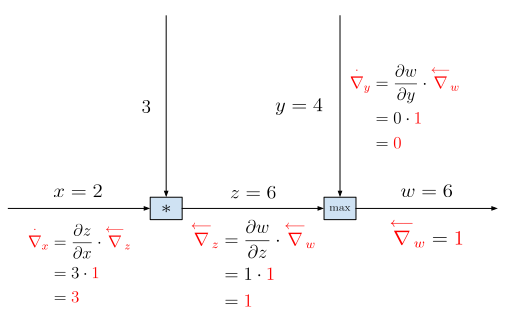 3
y = 4
∇̇_y = ∂w/∂y · ∇⃖_w
= 0 · 1
= 0
x = 2
z = 6
w = 6
*
max
∇̇_x = ∂z/∂x · ∇⃖_z
= 3 · 1
= 3
∇⃖_z = ∂w/∂z · ∇⃖_w
= 1 · 1
= 1
∇⃖_w = 1